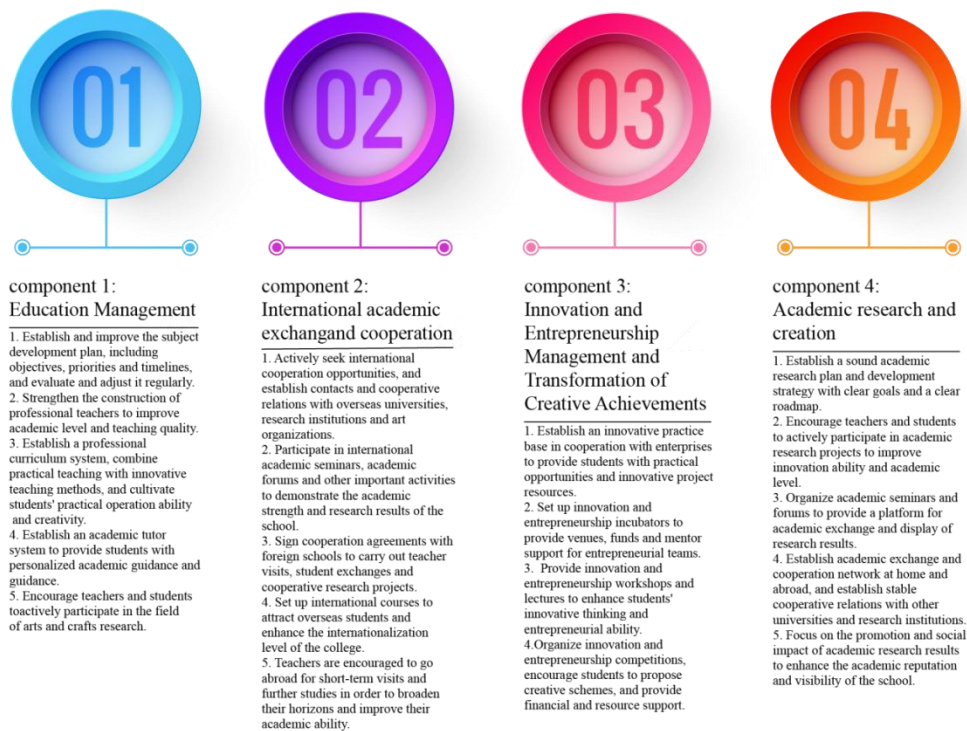 01
component 1:
Education Management
1. Establish and improve the subject
development plan, including
objectives, priorities and timelines,
and evaluate and adjust it regularly.
2. Strengthen the construction of
professional teachers to improve
academic level and teaching quality.
3. Establish a professional
curriculum system, combine
practical teaching with innovative
teaching methods, and cultivate
students' practical operation ability
and creativity.
4. Establish an academic tutor
system to provide students with
personalized academic guidance and
guidance.
5. Encourage teachers and students
toactively participate in the field
of arts and crafts research.
02
component 2:
International academic
exchangand cooperation
1. Actively seek international
cooperation opportunities, and
establish contacts and cooperative
relations with overseas universities,
research institutions and art
organizations.
2. Participate in international
academic seminars, academic
forums and other important activities
to demonstrate the academic
strength and research results of the
school.
3. Sign cooperation agreements with
foreign schools to carry out teacher
visits, student exchanges and
cooperative research projects.
4. Set up international courses to
attract overseas students and
enhance the internationalization
level of the college.
5. Teachers are encouraged to go
abroad for short-term visits and
further studies in order to broaden
their horizons and improve their
academic ability.
03
component 3:
Innovation and
Entrepreneurship
Management and
Transformation of
Creative Achievements
1. Establish an innovative practice
base in cooperation with enterprises
to provide students with practical
opportunities and innovative project
resources.
2. Set up innovation and
entrepreneurship incubators to
provide venues, funds and mentor
support for entrepreneurial teams.
3. Provide innovation and
entrepreneurship workshops and
lectures to enhance students'
innovative thinking and
entrepreneurial ability.
4.Organize innovation and
entrepreneurship competitions,
encourage students to propose
creative schemes, and provide
financial and resource support.
04
component 4:
Academic research and
creation
1. Establish a sound academic
research plan and development
strategy with clear goals and a clear
roadmap.
2. Encourage teachers and students
to actively participate in academic
research projects to improve
innovation ability and academic
level.
3. Organize academic seminars and
forums to provide a platform for
academic exchange and display of
research results.
4. Establish academic exchange and
cooperation network at home and
abroad, and establish stable
cooperative relations with other
universities and research institutions.
5. Focus on the promotion and social
impact of academic research results
to enhance the academic reputation
and visibility of the school.